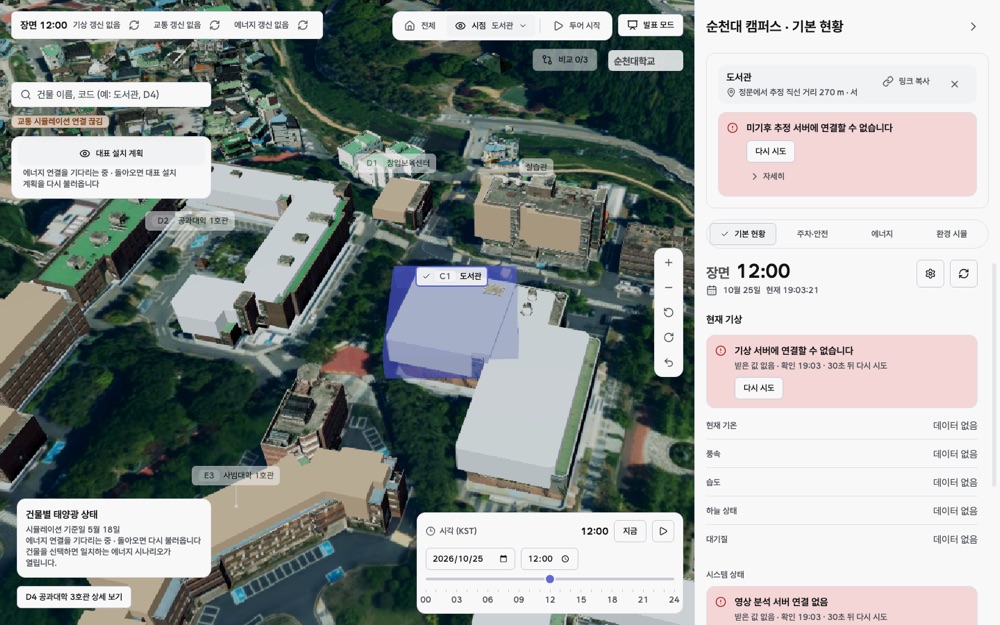 장면 12:00 기상 갱신 없음 교통 갱신 없음 에너지 갱신 없음
전체 시점 도서관 투어 시작 발표 모드
비교 0/3 순천대학교
건물 이름, 코드 (예: 도서관, D4)
교통 시뮬레이션 연결 끊김
대표 설치 계획
에너지 연결을 기다리는 중 · 돌아오면 대표 설치
계획을 다시 불러옵니다
D1 창업보육센터
실습관
D2 공과대학 1호관
C1 도서관
E3 사범대학 1호관
건물별 태양광 상태
시뮬레이션 기준일 5월 18일
에너지 연결을 기다리는 중 · 돌아오면 다시 불러옵니다
건물을 선택하면 일치하는 에너지 시나리오가
열립니다.
D4 공과대학 3호관 상세 보기
시각 (KST) 12:00 지금
2026/10/25 12:00
00 03 06 09 12 15 18 21 24
순천대 캠퍼스 · 기본 현황
도서관
정문에서 추정 직선 거리 270 m · 서
링크 복사
미기후 추정 서버에 연결할 수 없습니다
다시 시도
자세히
기본 현황 주차·안전 에너지 환경 시뮬
장면 12:00
10월 25일 현재 19:03:21
현재 기상
기상 서버에 연결할 수 없습니다
받은 값 없음 · 확인 19:03 · 30초 뒤 다시 시도
다시 시도
현재 기온 데이터 없음
풍속 데이터 없음
습도 데이터 없음
하늘 상태 데이터 없음
대기질 데이터 없음
시스템 상태
영상 분석 서버 연결 없음
받은 값 없음 · 확인 19:03 · 30초 뒤 다시 시도